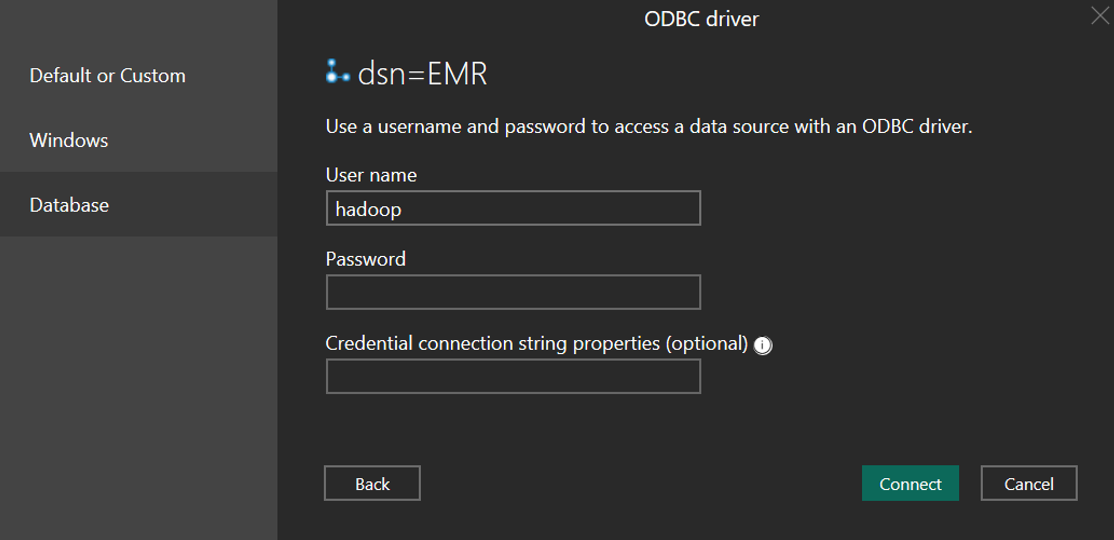 ODBC driver
Default or Custom
Windows
Database
dsn=EMR
Use a username and password to access a data source with an ODBC driver.
User name
hadoop
Password
Credential connection string properties (optional)
Back
Connect
Cancel